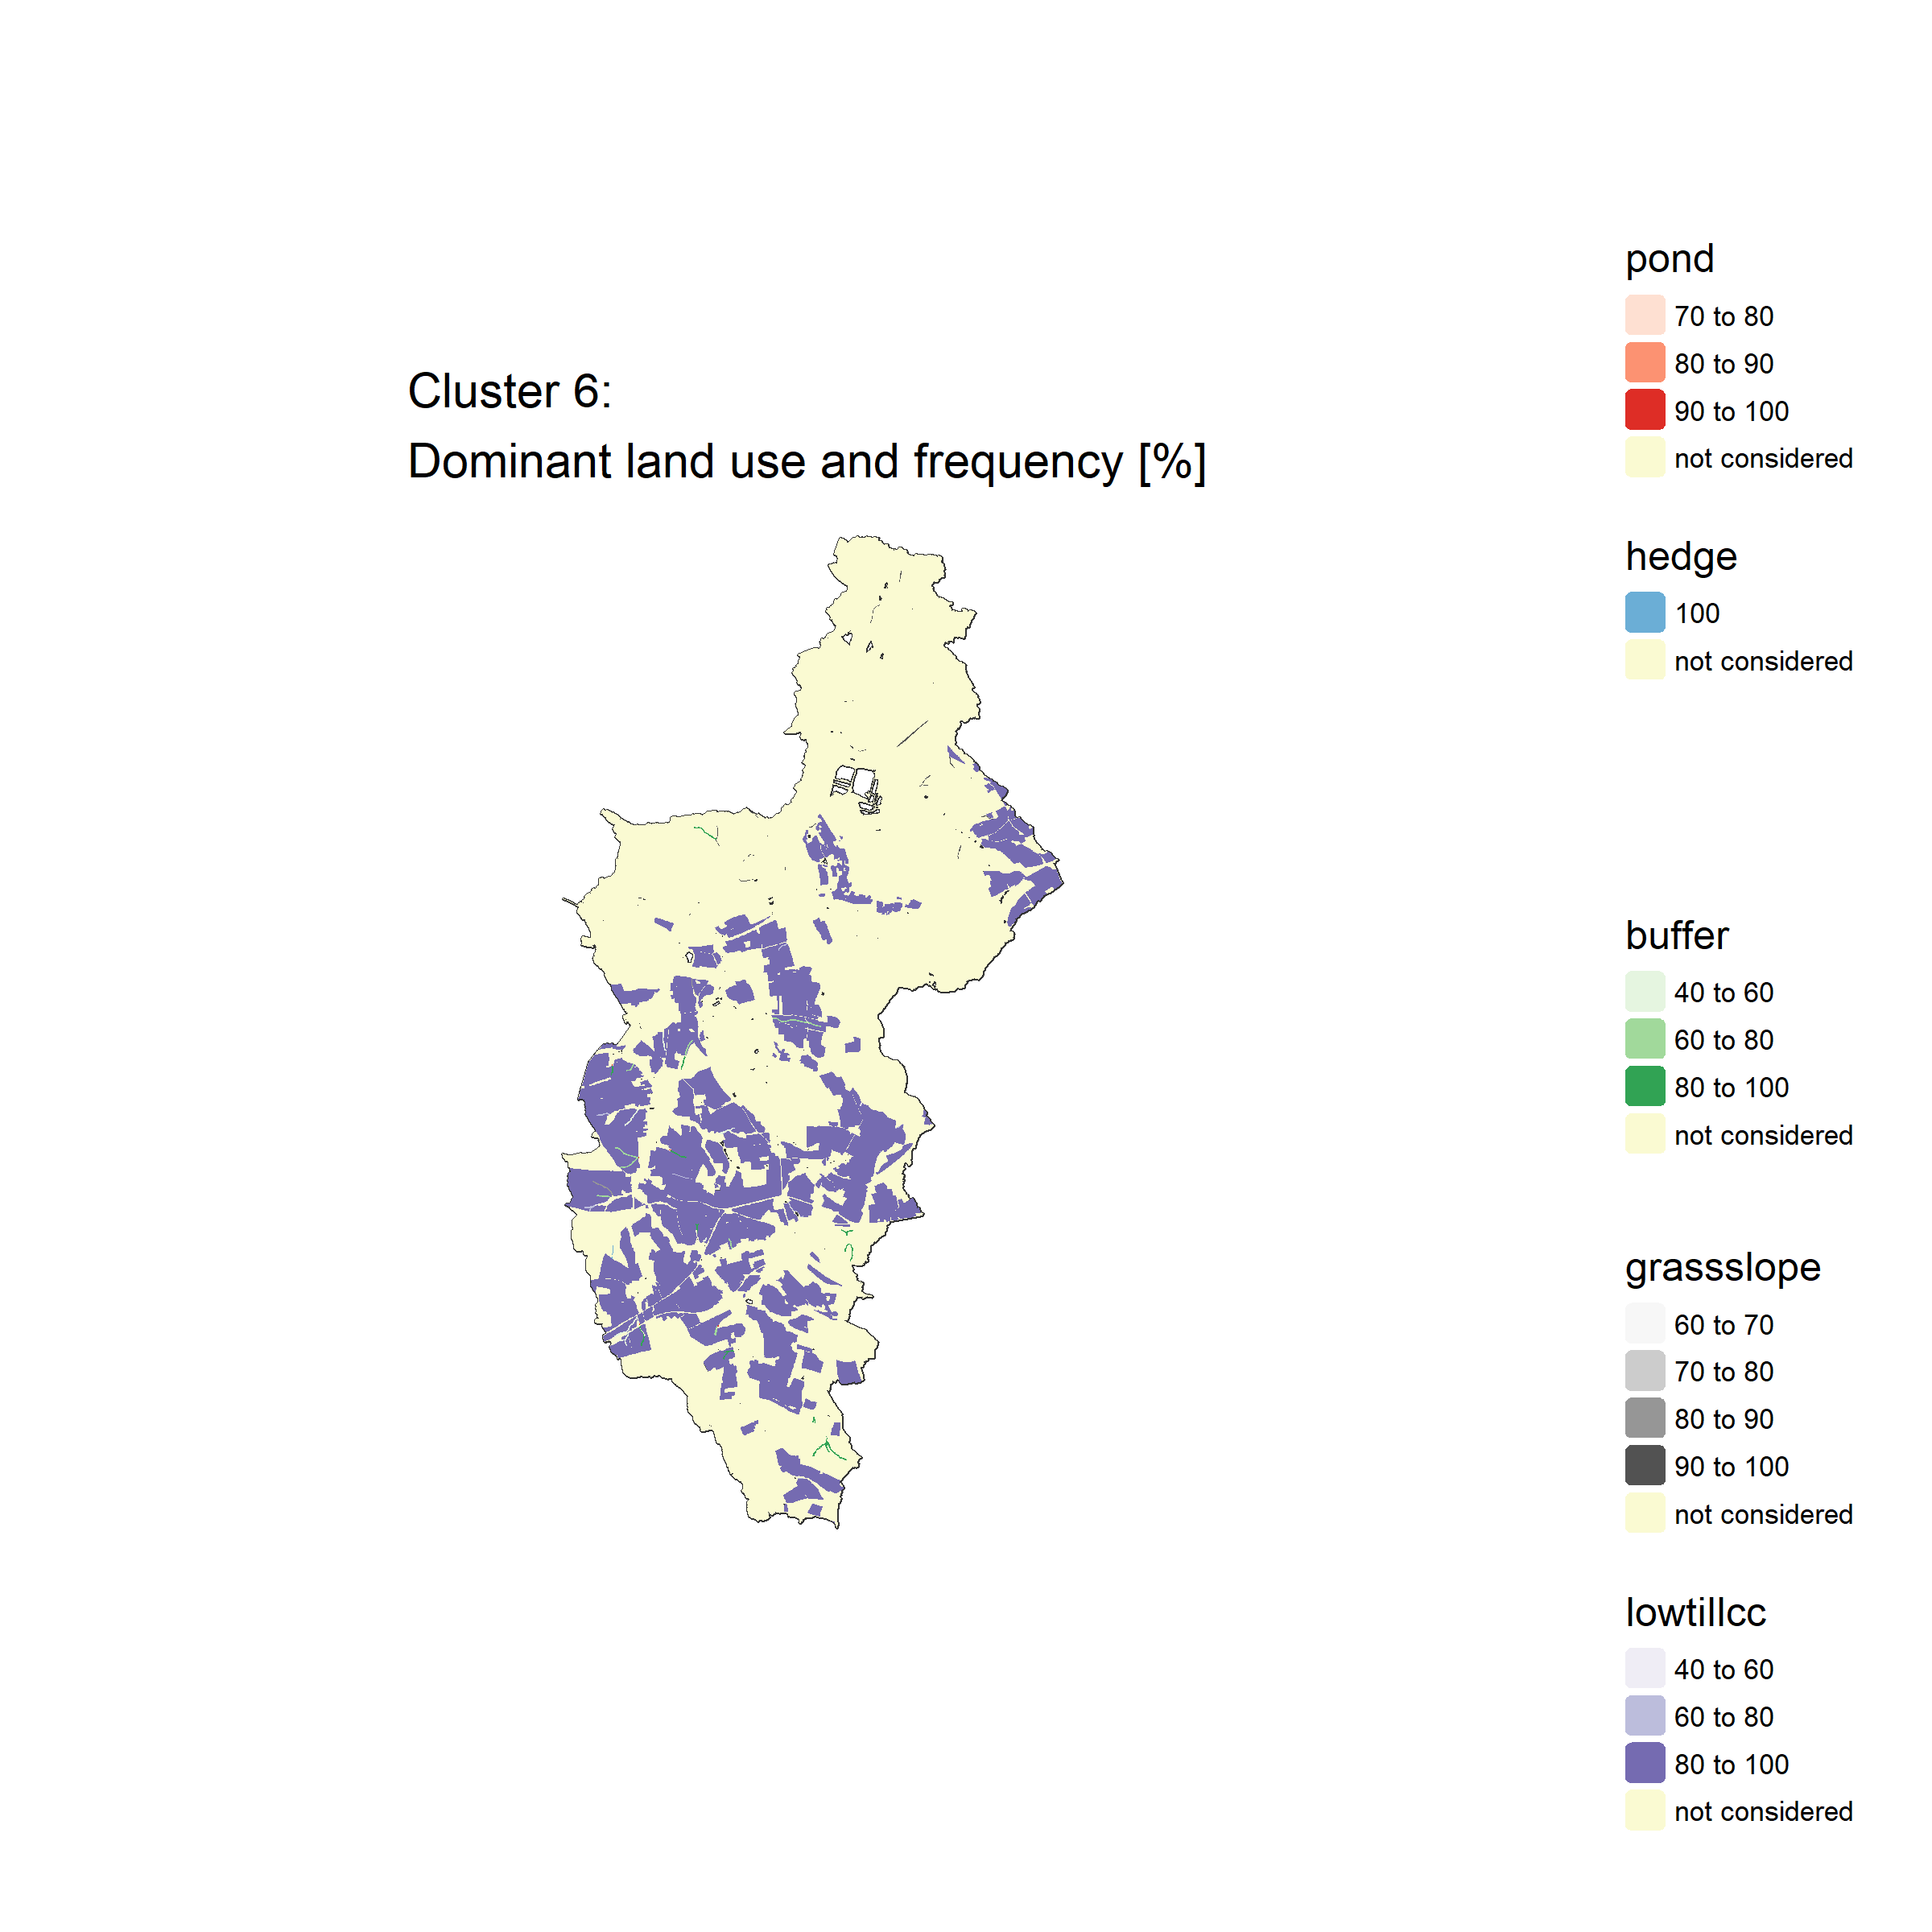 Cluster 6:
Dominant land use and frequency [%]
pond
70 to 80
80 to 90
90 to 100
not considered
hedge
100
not considered
buffer
40 to 60
60 to 80
80 to 100
not considered
grassslope
60 to 70
70 to 80
80 to 90
90 to 100
not considered
lowtillcc
40 to 60
60 to 80
80 to 100
not considered